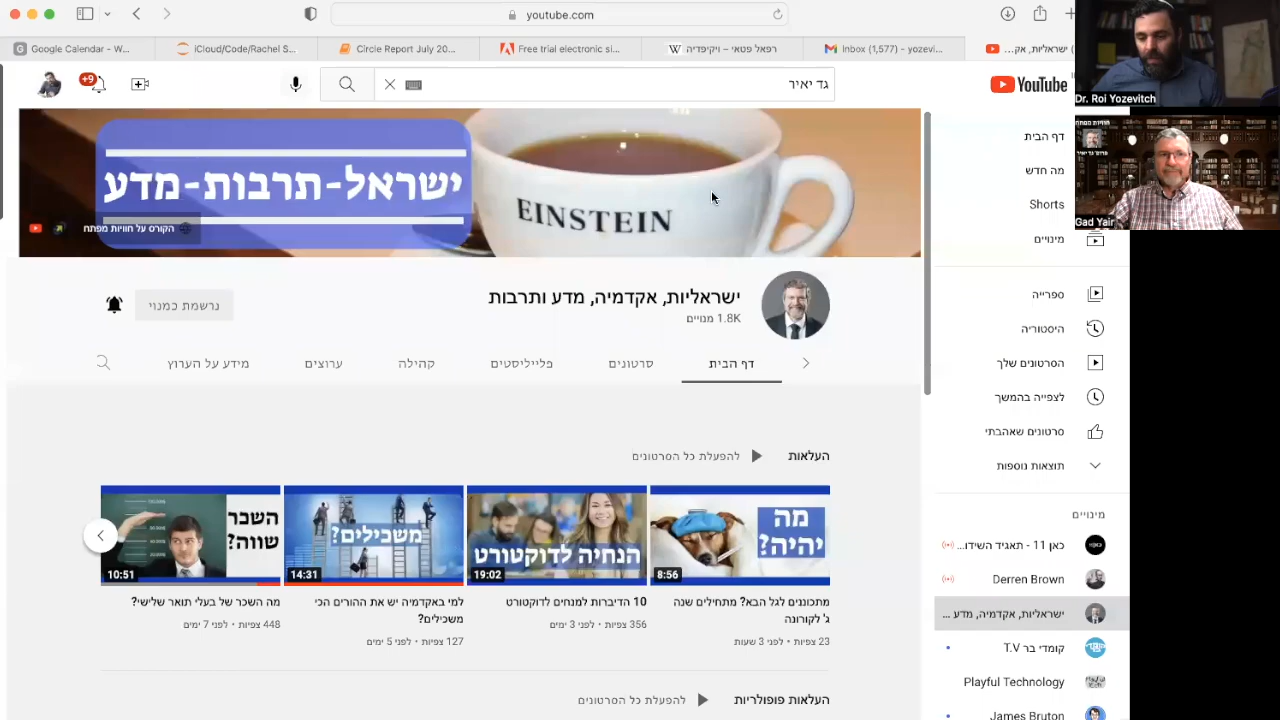 youtube.com
Google Calendar - W...
iCloud/Code/Rachel S...
Circle Report July 20...
Free trial electronic si...
רפאל פטאי – ויקיפדיה
Inbox (1,577) - yozevi...
ישראליות, אק...
+9
גד יאיר
YouTube
Dr. Roi Yozevitch
חוויות המפתח
פרופ' גד יאיר
Gad Yair
ישראל-תרבות-מדע
EINSTEIN
הקורס על חוויות מפתח
ישראליות, אקדמיה, מדע ותרבות
1.8K מנויים
נרשמת כמנוי
דף הבית
סרטונים
פלייליסטים
קהילה
ערוצים
מידע על הערוץ
העלאות
להפעלת כל הסרטונים
מה
יהיה?
8:56
מתכוננים לגל הבא? מתחילים שנה
ג' לקורונה
23 צפיות • לפני 3 שעות
הנחיה לדוקטורט
19:02
10 הדיברות למנחים לדוקטורט
356 צפיות • לפני 3 ימים
משכילים?
14:31
למי באקדמיה יש את ההורים הכי
משכילים?
127 צפיות • לפני 5 ימים
השכר
שווה?
10:51
מה השכר של בעלי תואר שלישי?
448 צפיות • לפני 7 ימים
העלאות פופולריות
להפעלת כל הסרטונים
דף הבית
מה חדש
Shorts
מינויים
ספרייה
היסטוריה
הסרטונים שלך
לצפייה בהמשך
סרטונים שאהבתי
תוצאות נוספות
מינויים
כאן 11 - תאגיד השידו...
Derren Brown
ישראליות, אקדמיה, מדע ...
קומדי בר T.V
Playful Technology
James Bruton